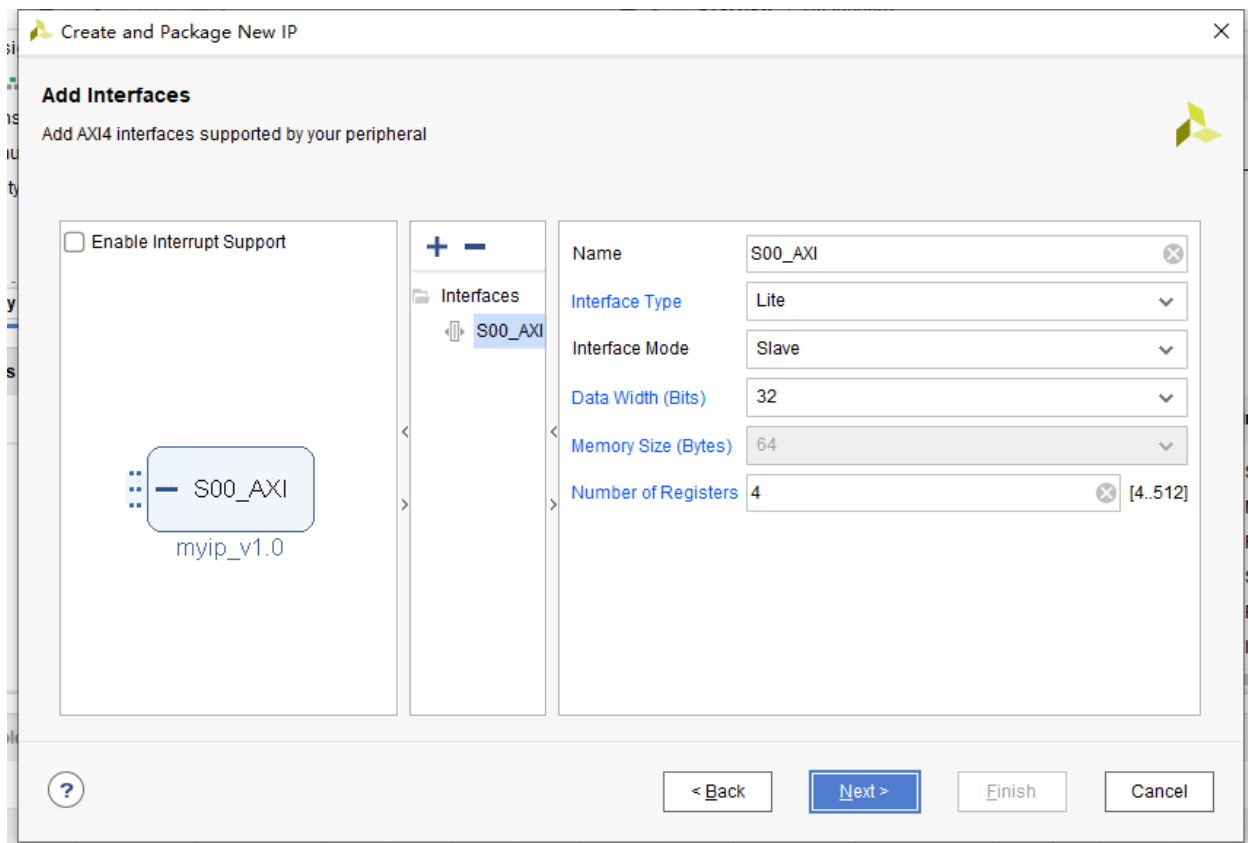 Create and Package New IP
Add Interfaces
Add AXI4 interfaces supported by your peripheral
Enable Interrupt Support
S00_AXI
myip_v1.0
Interfaces
S00_AXI
Name S00_AXI
Interface Type Lite
Interface Mode Slave
Data Width (Bits) 32
Memory Size (Bytes) 64
Number of Registers 4 [4..512]
? < Back Next > Finish Cancel